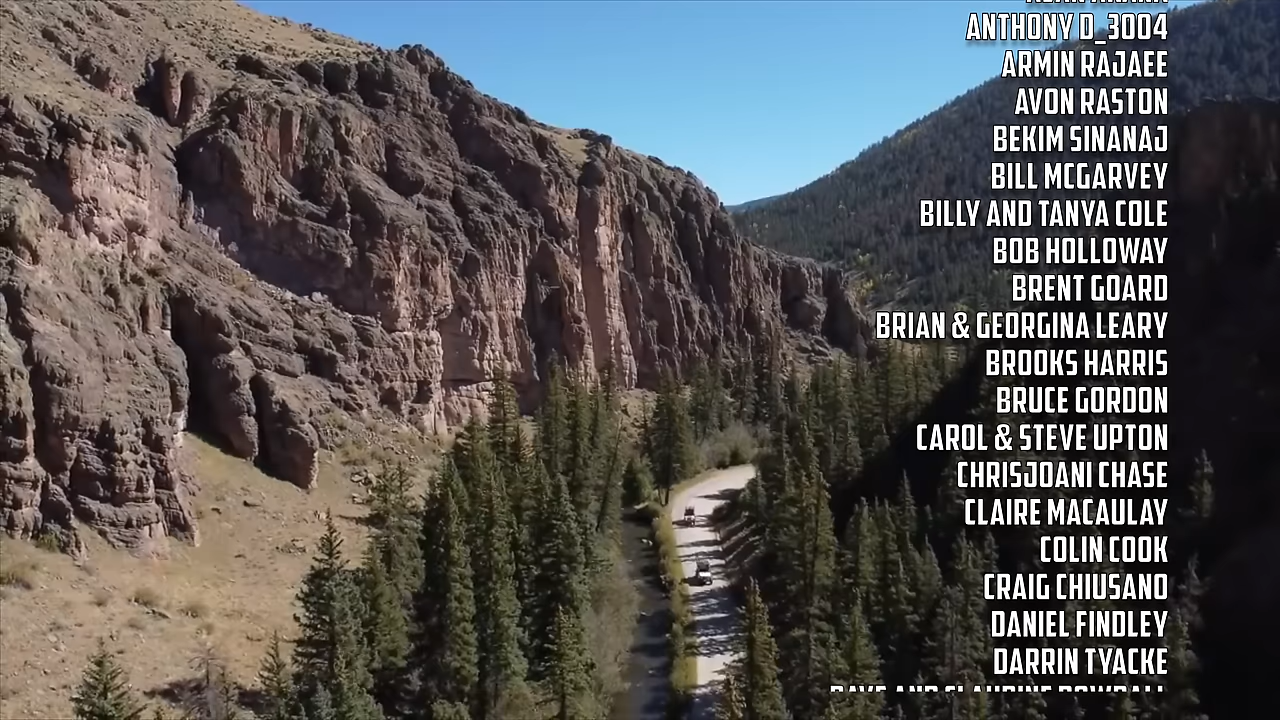 ANTHONY D_3004
ARMIN RAJAEE
AVON RASTON
BEKIM SINANAJ
BILL MCGARVEY
BILLY AND TANYA COLE
BOB HOLLOWAY
BRENT GOARD
BRIAN & GEORGINA LEARY
BROOKS HARRIS
BRUCE GORDON
CAROL & STEVE UPTON
CHRISJOANI CHASE
CLAIRE MACAULAY
COLIN COOK
CRAIG CHIUSANO
DANIEL FINDLEY
DARRIN TYACKE